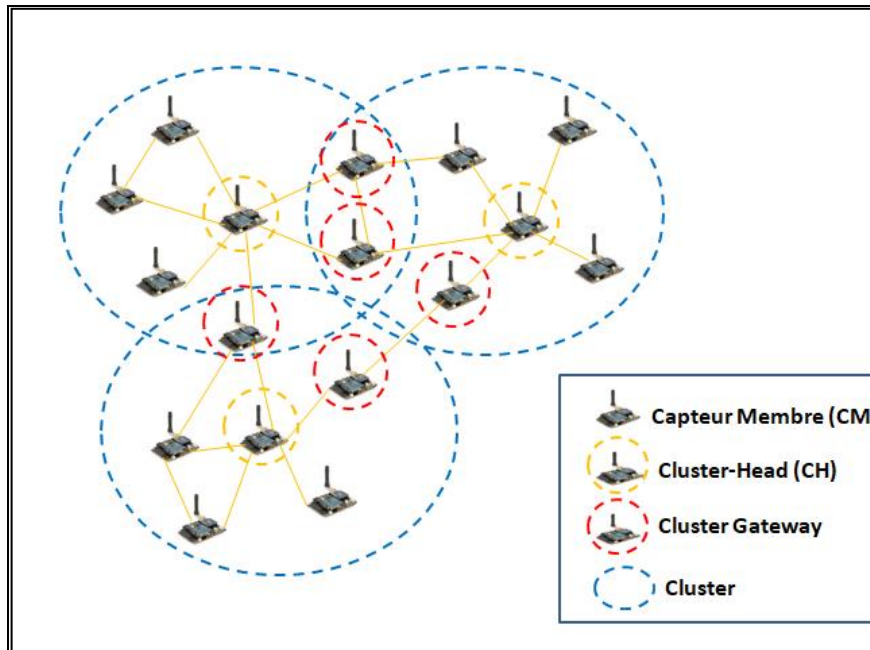 Capteur Membre (CM
Cluster-Head (CH)
Cluster Gateway
Cluster